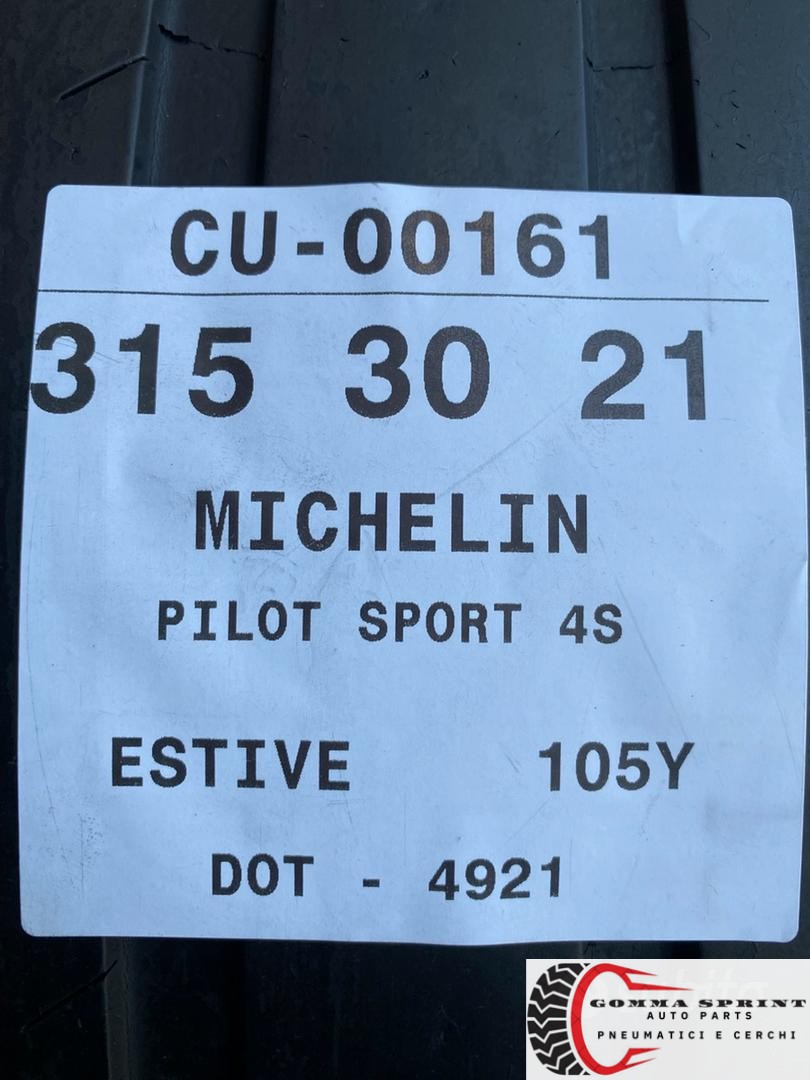 CU-00161
315 30 21
MICHELIN
PILOT SPORT 4S
ESTIVE 105Y
DOT - 4921
GOMMA SPRINT
AUTO PARTS
PNEUMATICI E CERCHI